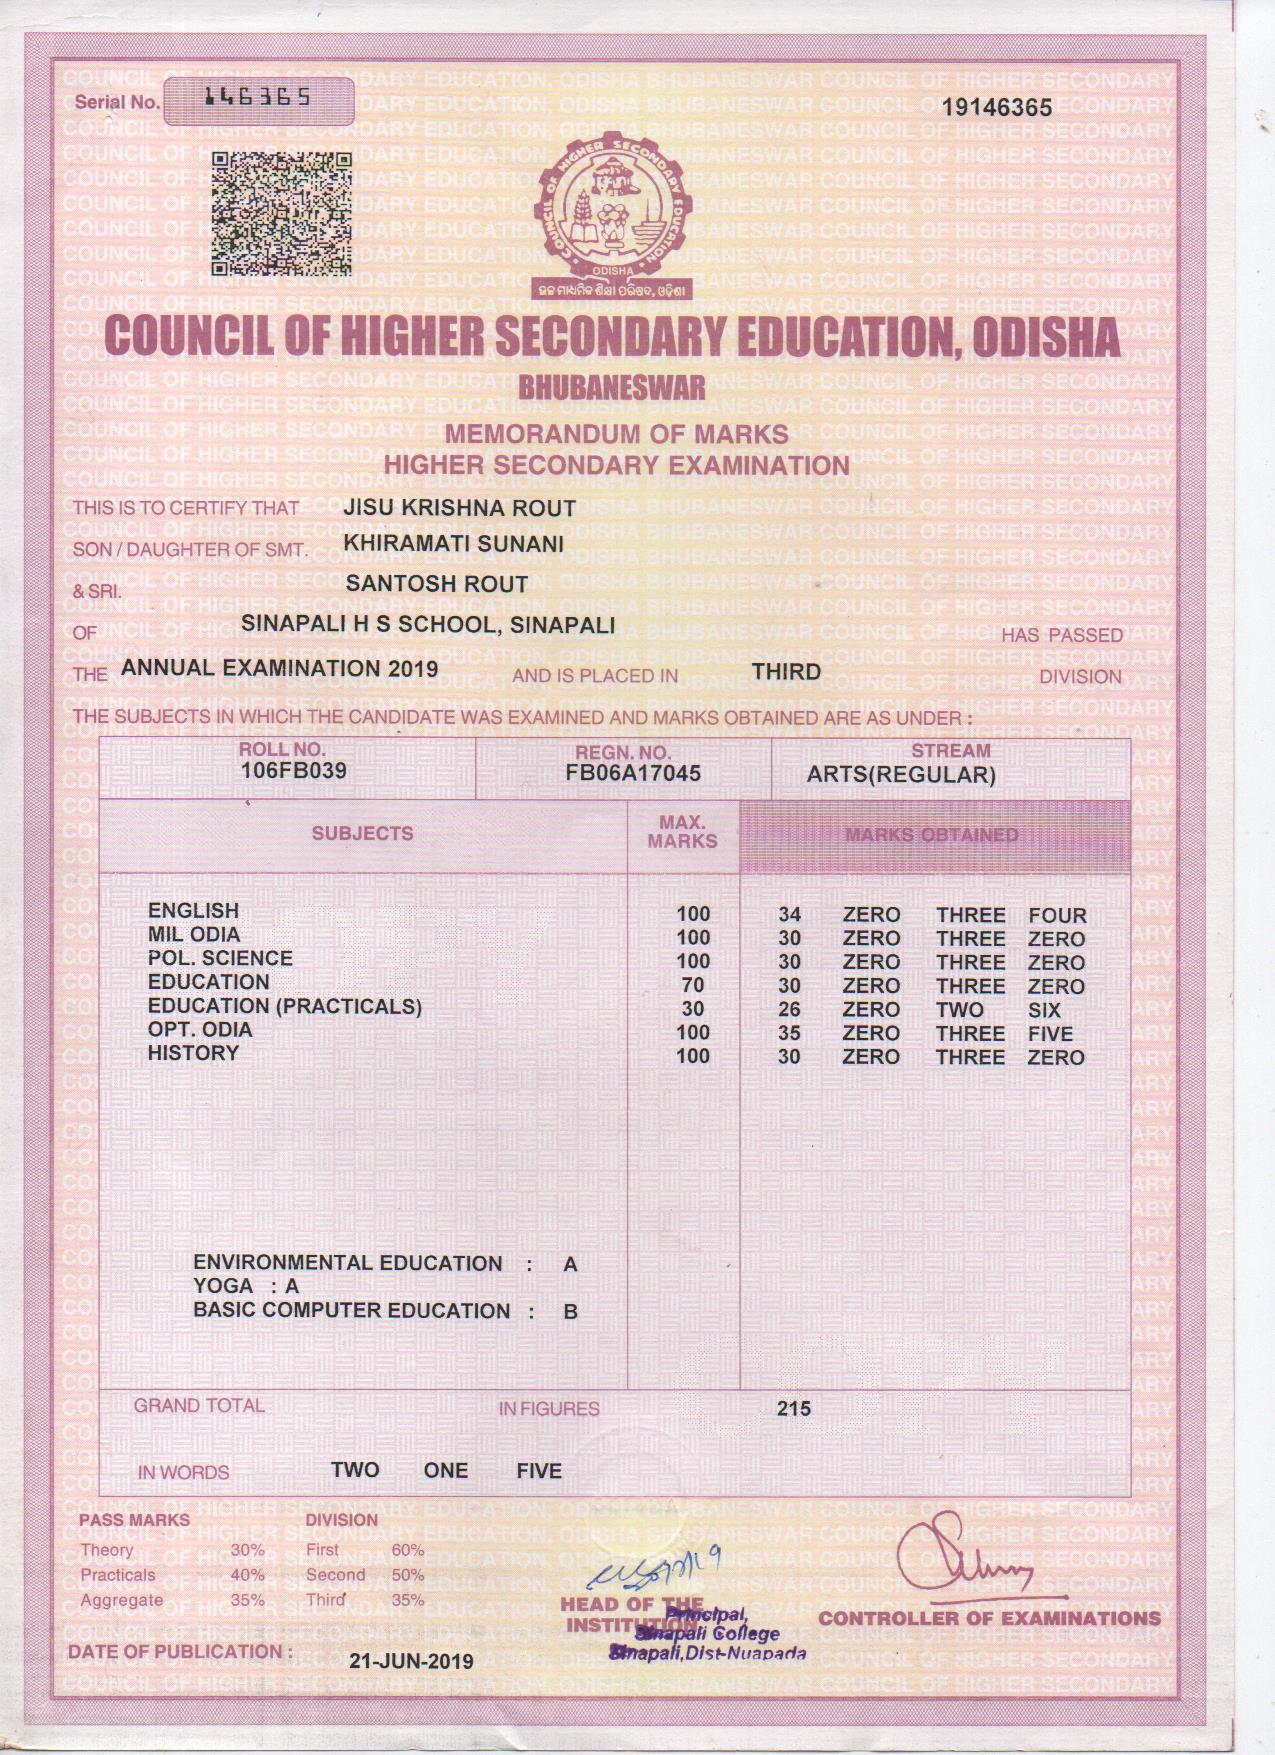 Serial No. 146365
19146365
COUNCIL OF HIGHER SECONDARY EDUCATION
ODISHA
ଉଚ୍ଚ ମାଧ୍ୟମିକ ଶିକ୍ଷା ପରିଷଦ, ଓଡ଼ିଶା
COUNCIL OF HIGHER SECONDARY EDUCATION, ODISHA
BHUBANESWAR
MEMORANDUM OF MARKS
HIGHER SECONDARY EXAMINATION
THIS IS TO CERTIFY THAT JISU KRISHNA ROUT
SON / DAUGHTER OF SMT. KHIRAMATI SUNANI
& SRI. SANTOSH ROUT
OF SINAPALI H S SCHOOL, SINAPALI HAS PASSED
THE ANNUAL EXAMINATION 2019 AND IS PLACED IN THIRD DIVISION
THE SUBJECTS IN WHICH THE CANDIDATE WAS EXAMINED AND MARKS OBTAINED ARE AS UNDER :
ROLL NO. REGN. NO. STREAM
106FB039 FB06A17045 ARTS(REGULAR)
SUBJECTS MAX. MARKS MARKS OBTAINED
ENGLISH 100 34 ZERO THREE FOUR
MIL ODIA 100 30 ZERO THREE ZERO
POL. SCIENCE 100 30 ZERO THREE ZERO
EDUCATION 70 30 ZERO THREE ZERO
EDUCATION (PRACTICALS) 30 26 ZERO TWO SIX
OPT. ODIA 100 35 ZERO THREE FIVE
HISTORY 100 30 ZERO THREE ZERO
ENVIRONMENTAL EDUCATION : A
YOGA : A
BASIC COMPUTER EDUCATION : B
GRAND TOTAL IN FIGURES 215
IN WORDS TWO ONE FIVE
PASS MARKS DIVISION
Theory 30% First 60%
Practicals 40% Second 50%
Aggregate 35% Third 35%
HEAD OF THE
INSTITUTION
Principal,
Sinapali College
Sinapali,Dist-Nuapada
CONTROLLER OF EXAMINATIONS
DATE OF PUBLICATION : 21-JUN-2019